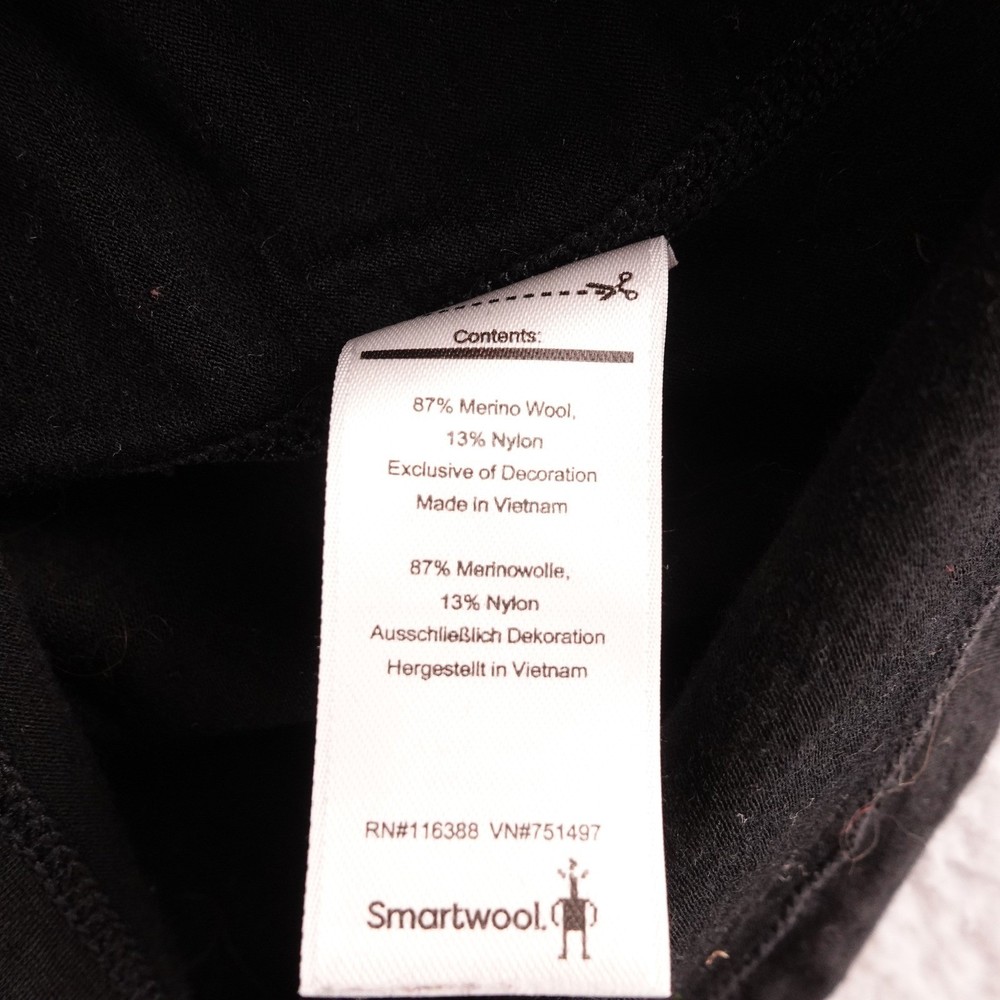 Contents:
87% Merino Wool,
13% Nylon
Exclusive of Decoration
Made in Vietnam
87% Merinowolle,
13% Nylon
Ausschließlich Dekoration
Hergestellt in Vietnam
RN#116388 VN#751497
Smartwool.